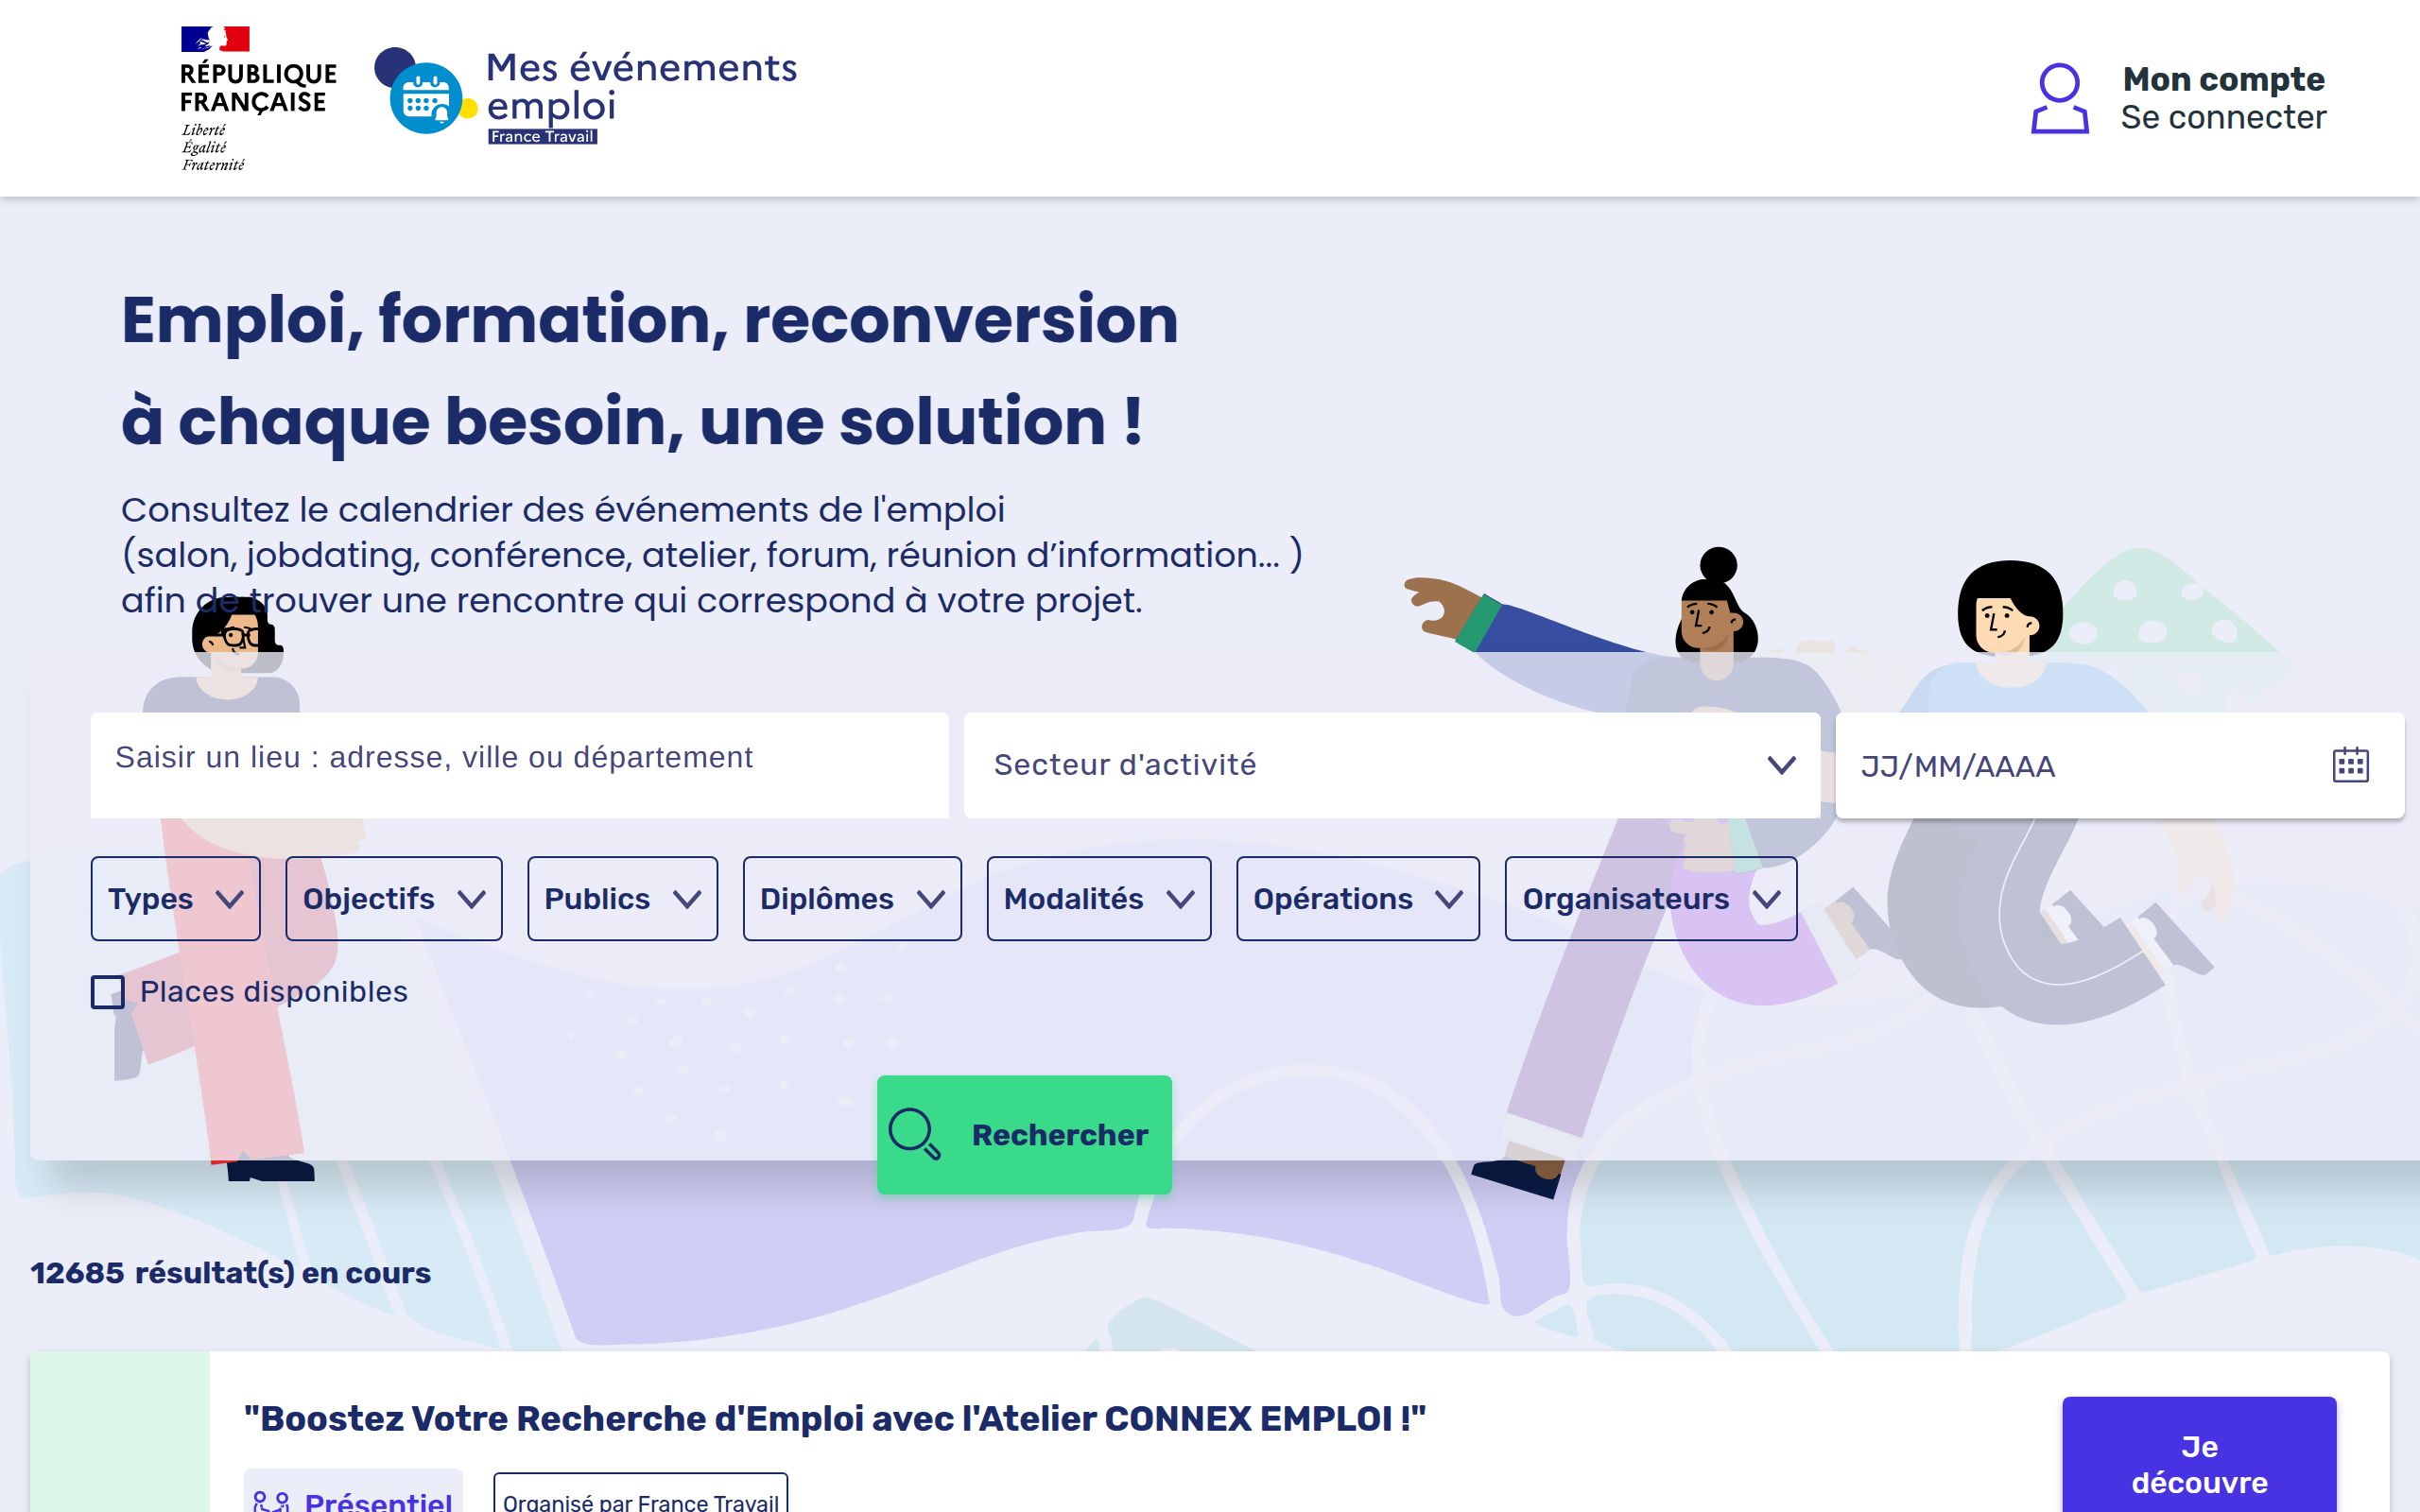 RÉPUBLIQUE
FRANÇAISE
Liberté
Égalité
Fraternité
Mes événements
emploi
France Travail
Mon compte
Se connecter
Emploi, formation, reconversion
à chaque besoin, une solution !
Consultez le calendrier des événements de l'emploi
(salon, jobdating, conférence, atelier, forum, réunion d’information... )
afin de trouver une rencontre qui correspond à votre projet.
Saisir un lieu : adresse, ville ou département
Secteur d'activité
JJ/MM/AAAA
Types
Objectifs
Publics
Diplômes
Modalités
Opérations
Organisateurs
Places disponibles
Rechercher
12685 résultat(s) en cours
"Boostez Votre Recherche d'Emploi avec l'Atelier CONNEX EMPLOI !"
Je
découvre
Présentiel
Organisé par France Travail